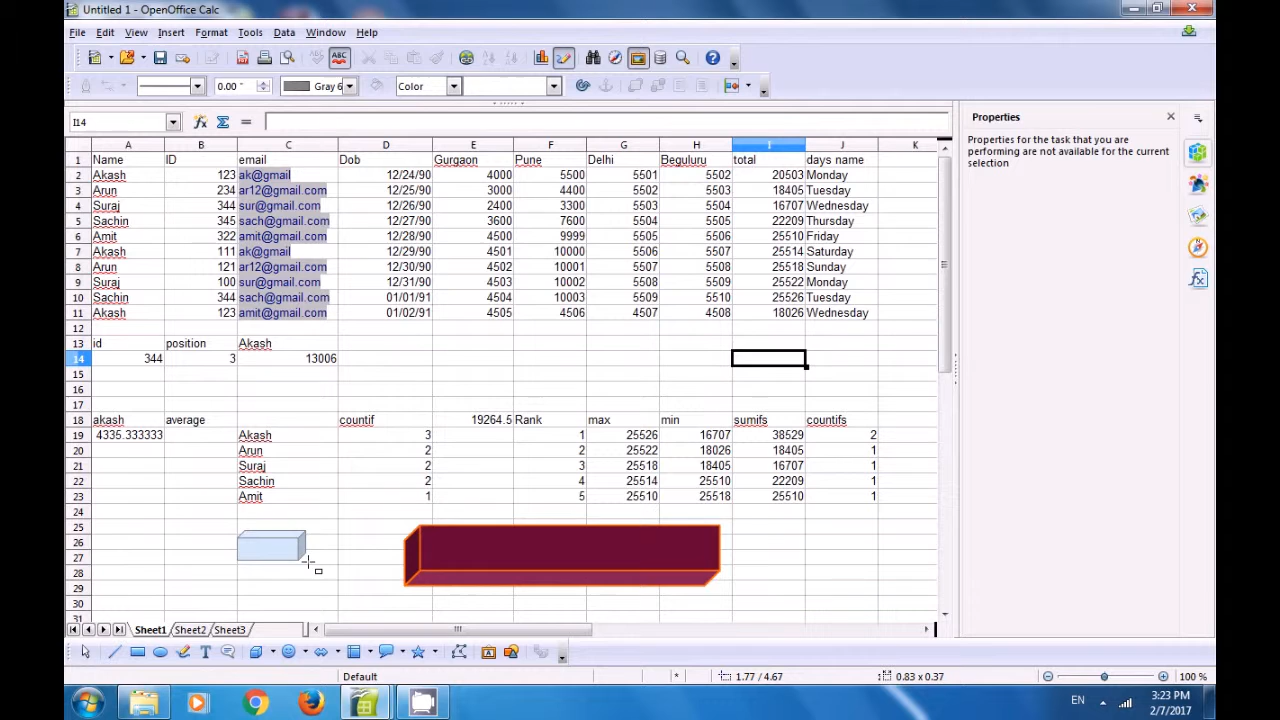 Untitled 1 - OpenOffice Calc
File Edit View Insert Format Tools Data Window Help
ABC ABC
0.00 " Gray 6 Color
I14
Properties
Properties for the task that you are
performing are not available for the current
selection
A B C D E F G H I J K
1 Name ID email Dob Gurgaon Pune Delhi Beguluru total days name
2 Akash 123 ak@gmail 12/24/90 4000 5500 5501 5502 20503 Monday
3 Arun 234 ar12@gmail.com 12/25/90 3000 4400 5502 5503 18405 Tuesday
4 Suraj 344 sur@gmail.com 12/26/90 2400 3300 5503 5504 16707 Wednesday
5 Sachin 345 sach@gmail.com 12/27/90 3600 7600 5504 5505 22209 Thursday
6 Amit 322 amit@gmail.com 12/28/90 4500 9999 5505 5506 25510 Friday
7 Akash 111 ak@gmail 12/29/90 4501 10000 5506 5507 25514 Saturday
8 Arun 121 ar12@gmail.com 12/30/90 4502 10001 5507 5508 25518 Sunday
9 Suraj 100 sur@gmail.com 12/31/90 4503 10002 5508 5509 25522 Monday
10 Sachin 344 sach@gmail.com 01/01/91 4504 10003 5509 5510 25526 Tuesday
11 Akash 123 amit@gmail.com 01/02/91 4505 4506 4507 4508 18026 Wednesday
12
13 id position Akash
14 344 3 13006
15
16
17
18 akash average countif 19264.5 Rank max min sumifs countifs
19 4335.333333 Akash 3 1 25526 16707 38529 2
20 Arun 2 2 25522 18026 18405 1
21 Suraj 2 3 25518 18405 16707 1
22 Sachin 2 4 25514 25510 22209 1
23 Amit 1 5 25510 25518 25510 1
24
25
26
27
28
29
30
31
Sheet1 Sheet2 Sheet3
Default * 1.77 / 4.67 0.83 x 0.37 100 %
EN 3:23 PM
2/7/2017